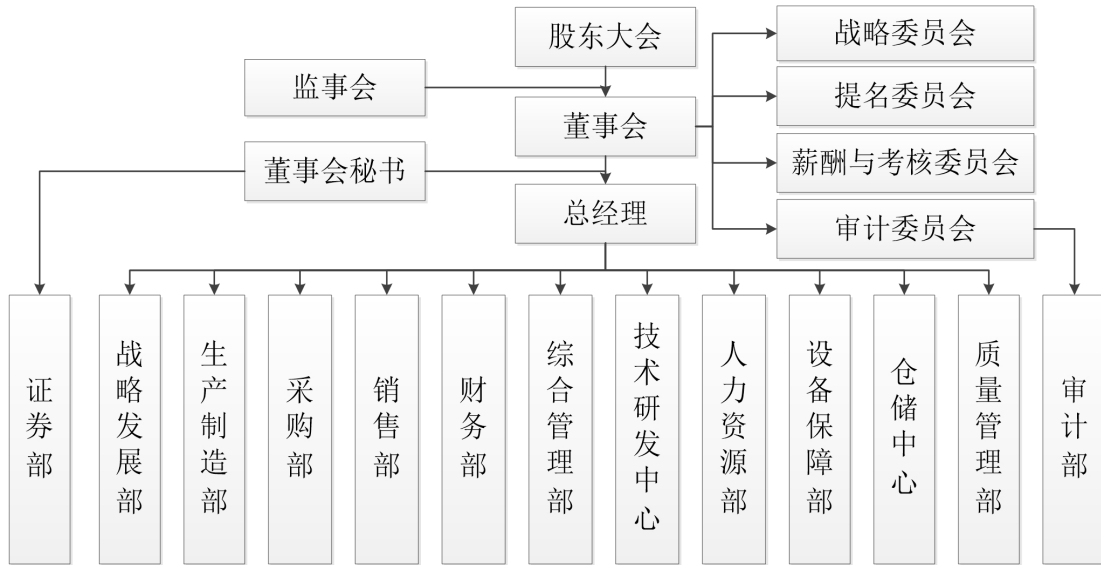 股东大会
战略委员会
监事会
提名委员会
董事会
薪酬与考核委员会
董事会秘书
总经理
审计委员会
证券部
战略发展部
生产制造部
采购部
销售部
财务部
综合管理部
技术研发中心
人力资源部
设备保障部
仓储中心
质量管理部
审计部